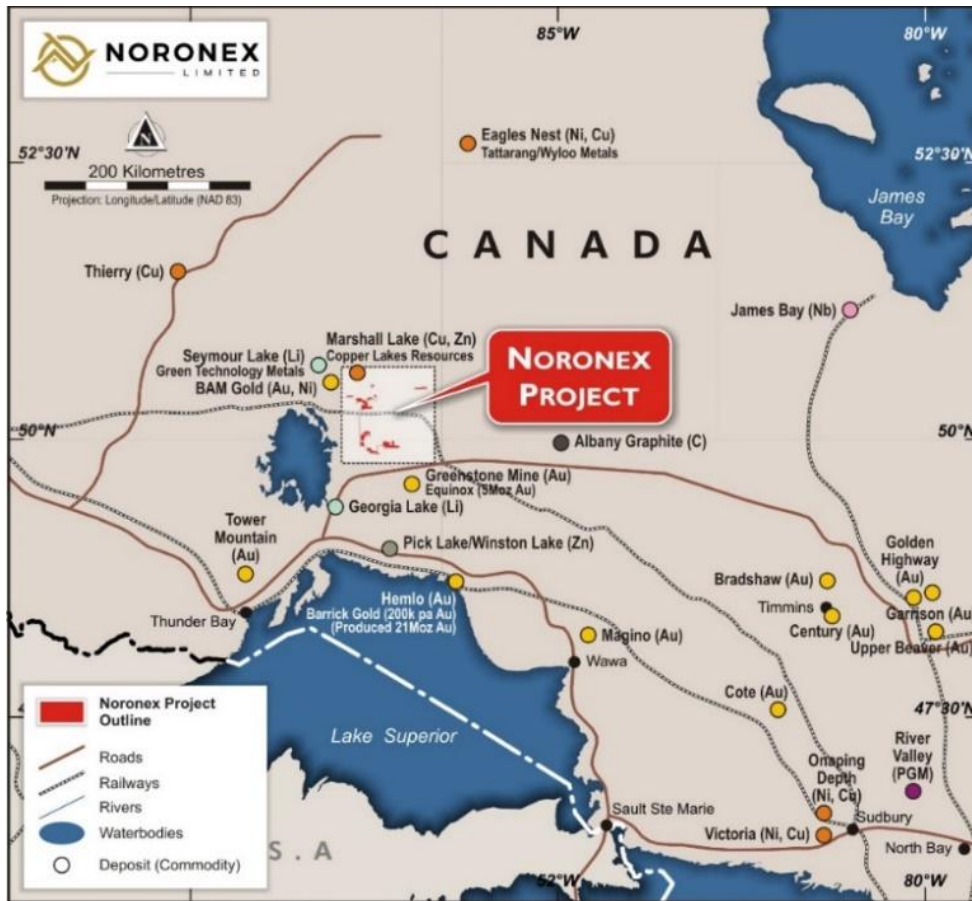 NORONEX
LIMITED
85°W
80°W
N
52°30'N
200 Kilometres
Projection: Longitude/Latitude (NAD 83)
Eagles Nest (Ni, Cu)
Tattarang/Wyloo Metals
52°30'N
James
Bay
CANADA
Thierry (Cu)
James Bay (Nb)
Marshall Lake (Cu, Zn)
Copper Lakes Resources
Seymour Lake (Li)
Green Technology Metals
BAM Gold (Au, Ni)
NORONEX
PROJECT
50°N
50°N
Albany Graphite (C)
Greenstone Mine (Au)
Equinox (5Moz Au)
Georgia Lake (Li)
Tower
Mountain
(Au)
Pick Lake/Winston Lake (Zn)
Golden
Highway
(Au)
Bradshaw (Au)
Thunder Bay
Hemlo (Au)
Barrick Gold (200k pa Au)
(Produced 21Moz Au)
Timmins
Century (Au)
Garrison (Au)
Upper Beaver (Au)
Magino (Au)
Wawa
Cote (Au)
47°30'N
Lake Superior
River
Valley
(PGM)
Onaping
Depth
(Ni, Cu)
Sault Ste Marie
Victoria (Ni, Cu)
Sudbury
North Bay
S.A
52°W
80°W
Noronex Project
Outline
Roads
Railways
Rivers
Waterbodies
Deposit (Commodity)